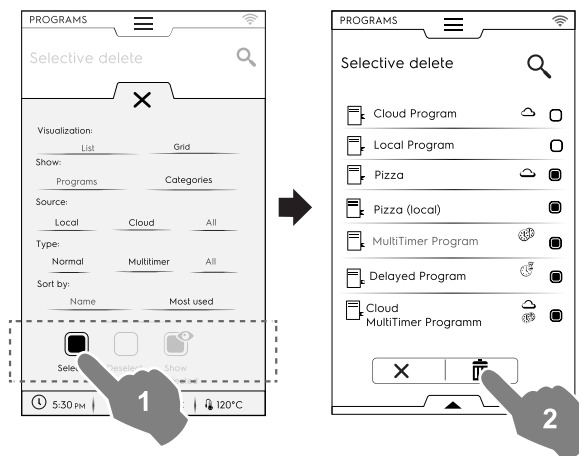 PROGRAMS
Selective delete
Visualization:
List Grid
Show:
Programs Categories
Source:
Local Cloud All
Type:
Normal Multitimer All
Sort by:
Name Most used
Show
5:30 PM 120°C
1
PROGRAMS
Selective delete
Cloud Program
Local Program
Pizza
Pizza (local)
MultiTimer Program
Delayed Program
Cloud
MultiTimer Programm
2